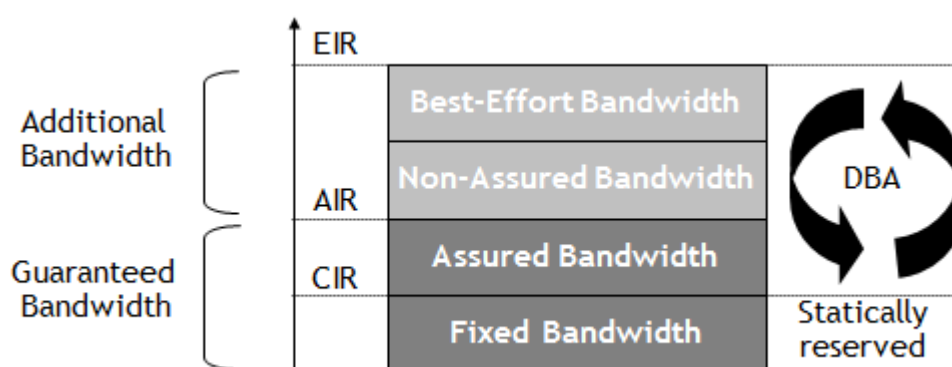 EIR
Best-Effort Bandwidth
Additional
Bandwidth
Non-Assured Bandwidth
DBA
AIR
Assured Bandwidth
Guaranteed
Bandwidth
CIR
Fixed Bandwidth
Statically
reserved